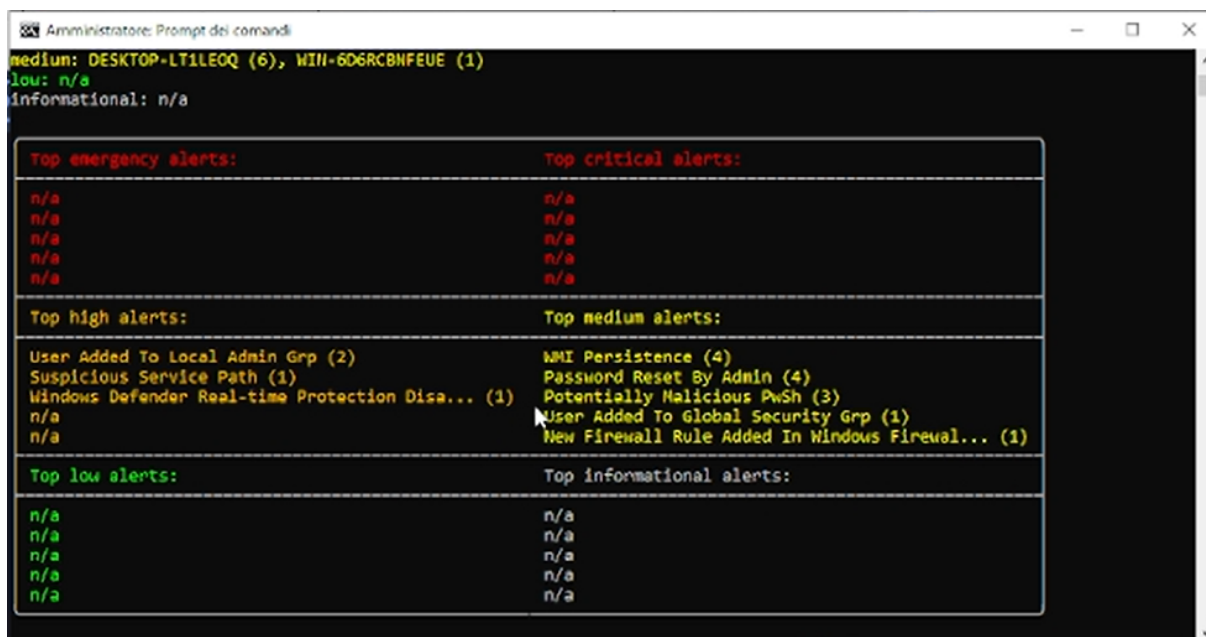 Amministratore: Prompt dei comandi
medium: DESKTOP-LT1LEOQ (6), WIN-6D6RCBNFEUE (1)
low: n/a
informational: n/a
Top emergency alerts: Top critical alerts:
n/a n/a
n/a n/a
n/a n/a
n/a n/a
n/a n/a
Top high alerts: Top medium alerts:
User Added To Local Admin Grp (2) WMI Persistence (4)
Suspicious Service Path (1) Password Reset By Admin (4)
Windows Defender Real-time Protection Disa... (1) Potentially Malicious PwSh (3)
n/a User Added To Global Security Grp (1)
n/a New Firewall Rule Added In Windows Firewal... (1)
Top low alerts: Top informational alerts:
n/a n/a
n/a n/a
n/a n/a
n/a n/a
n/a n/a